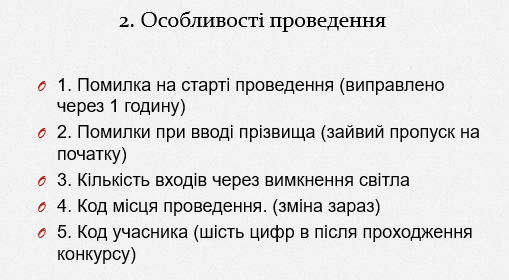 2. Особливості проведення
1. Помилка на старті проведення (виправлено
через 1 годину)
2. Помилки при вводі прізвища (зайвий пропуск на
початку)
3. Кількість входів через вимкнення світла
4. Код місця проведення. (зміна зараз)
5. Код учасника (шість цифр в після проходження
конкурсу)